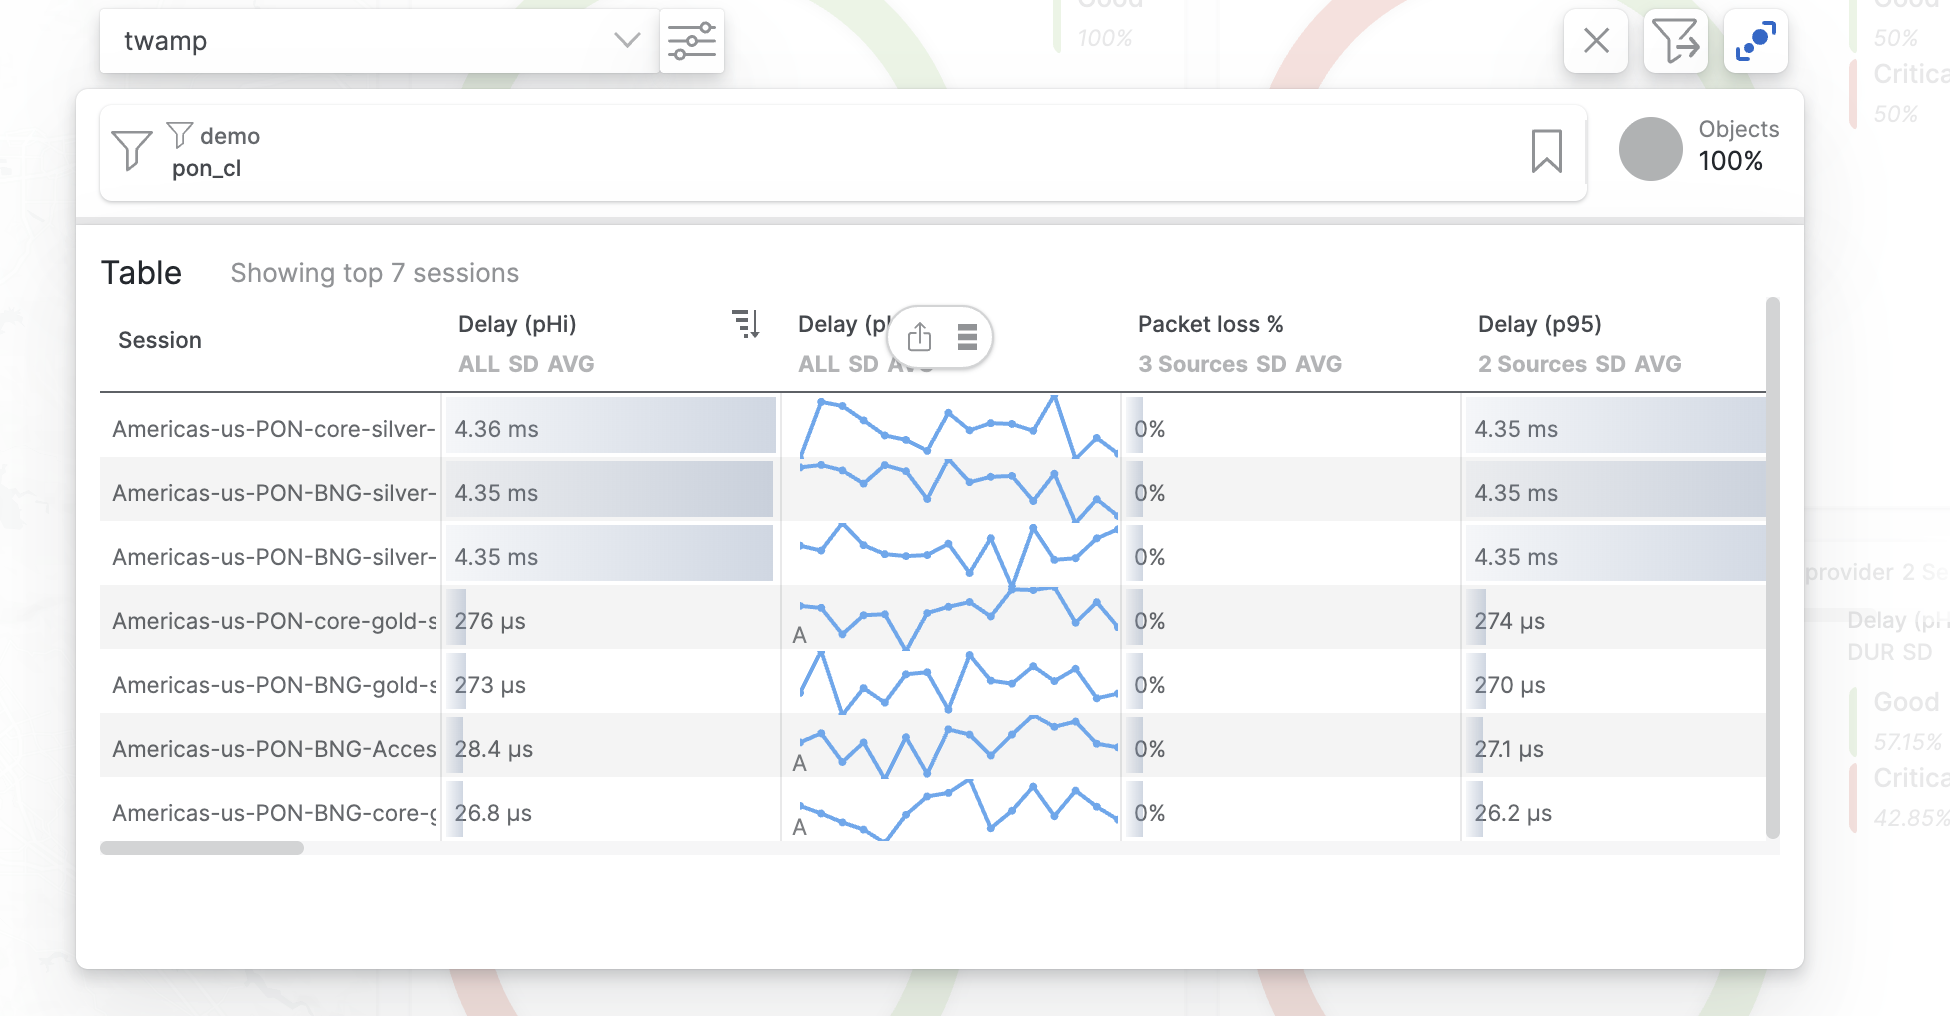 Good
100%
Good
50%
Critica
50%
twamp
demo
pon_cl
Objects
100%
Table
Showing top 7 sessions
Session
Delay (pHi)
ALL SD AVG
Delay (pH
ALL SD AVG
Packet loss %
3 Sources SD AVG
Delay (p95)
2 Sources SD AVG
Americas-us-PON-core-silver-
4.36 ms
0%
4.35 ms
Americas-us-PON-BNG-silver-
4.35 ms
0%
4.35 ms
Americas-us-PON-BNG-silver-
4.35 ms
0%
4.35 ms
Americas-us-PON-core-gold-s
276 µs
A
0%
274 µs
Americas-us-PON-BNG-gold-s
273 µs
0%
270 µs
Americas-us-PON-BNG-Acces
28.4 µs
A
0%
27.1 µs
Americas-us-PON-BNG-core-g
26.8 µs
A
0%
26.2 µs
provider 2 Se
Delay (pH
DUR SD
Good
57.15%
Critica
42.85%